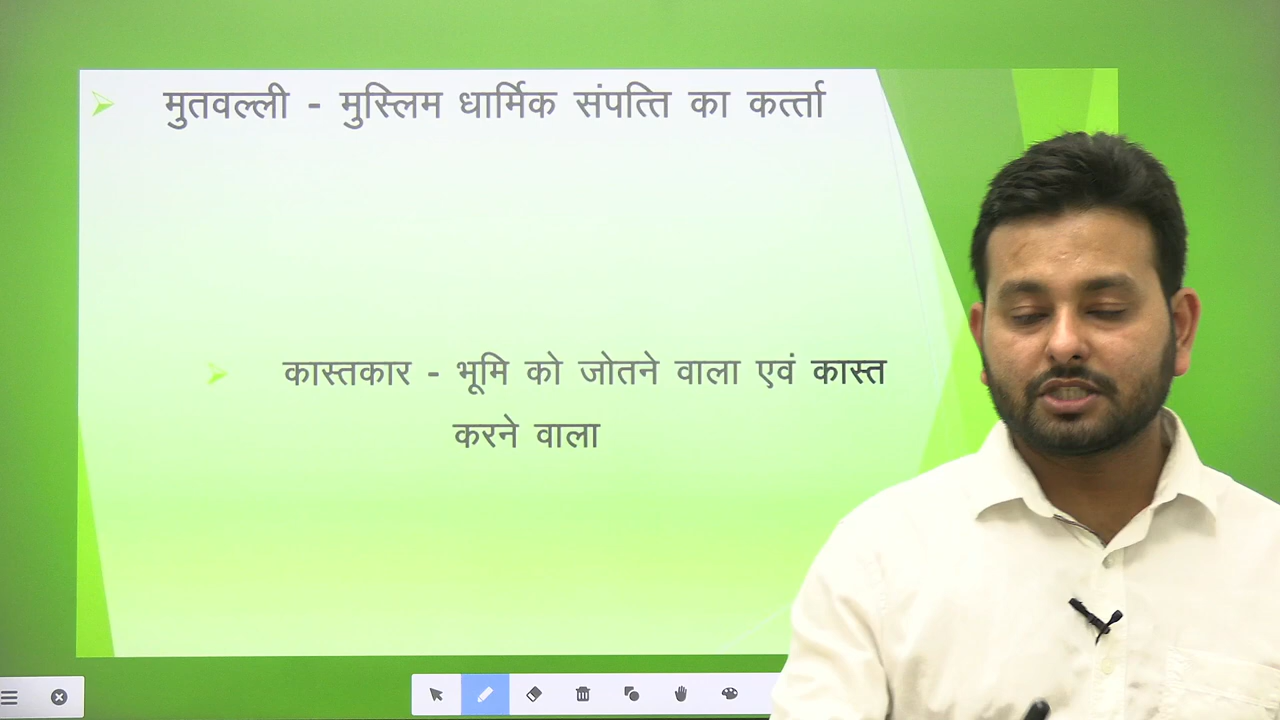 मुतवल्ली - मुस्लिम धार्मिक संपत्ति का कर्त्ता
कास्तकार - भूमि को जोतने वाला एवं कास्त
करने वाला